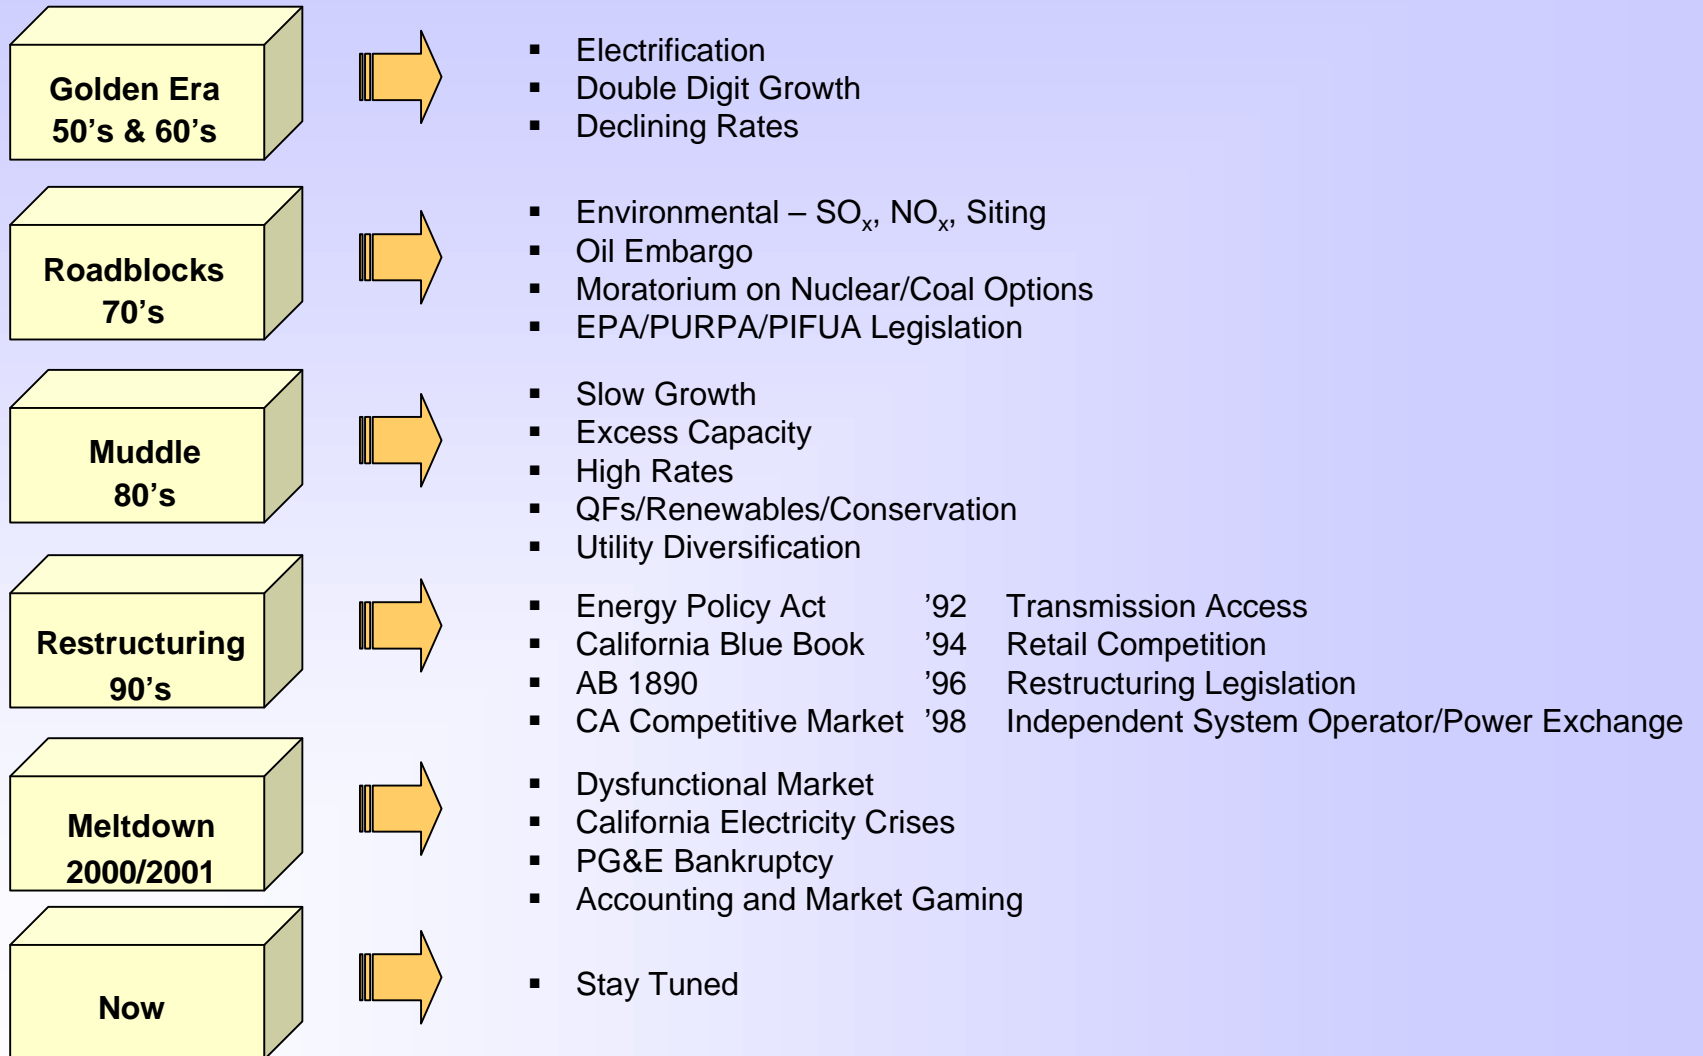 Golden Era
50’s & 60’s
▪ Electrification
▪ Double Digit Growth
▪ Declining Rates
Roadblocks
70’s
▪ Environmental – SOx, NOx, Siting
▪ Oil Embargo
▪ Moratorium on Nuclear/Coal Options
▪ EPA/PURPA/PIFUA Legislation
Muddle
80’s
▪ Slow Growth
▪ Excess Capacity
▪ High Rates
▪ QFs/Renewables/Conservation
▪ Utility Diversification
Restructuring
90’s
▪ Energy Policy Act ’92 Transmission Access
▪ California Blue Book ’94 Retail Competition
▪ AB 1890 ’96 Restructuring Legislation
▪ CA Competitive Market ’98 Independent System Operator/Power Exchange
Meltdown
2000/2001
▪ Dysfunctional Market
▪ California Electricity Crises
▪ PG&E Bankruptcy
▪ Accounting and Market Gaming
Now
▪ Stay Tuned